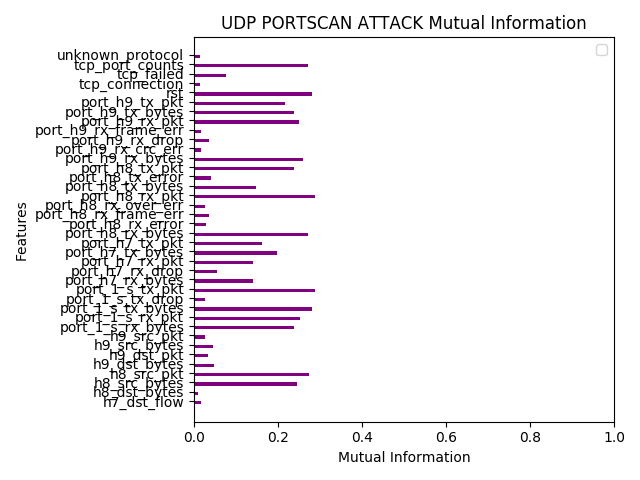 UDP PORTSCAN ATTACK Mutual Information
unknown_protocol
tcp_port_counts
tcp_failed
tcp_connection
rst
port_h9_tx_pkt
port_h9_tx_bytes
port_h9_rx_pkt
port_h9_rx_frame_err
port_h9_rx_drop
port_h9_rx_crc_err
port_h9_rx_bytes
port_h8_tx_pkt
port_h8_tx_error
port_h8_tx_bytes
port_h8_rx_pkt
port_h8_rx_over_err
port_h8_rx_frame_err
port_h8_rx_error
port_h8_rx_bytes
port_h7_tx_pkt
port_h7_tx_bytes
port_h7_rx_pkt
port_h7_rx_drop
port_h7_rx_bytes
port_1_s_tx_pkt
port_1_s_tx_drop
port_1_s_tx_bytes
port_1_s_rx_pkt
port_1_s_rx_bytes
h9_src_pkt
h9_src_bytes
h9_dst_pkt
h9_dst_bytes
h8_src_pkt
h8_src_bytes
h8_dst_bytes
h7_dst_flow
Features
0.0 0.2 0.4 0.6 0.8 1.0
Mutual Information